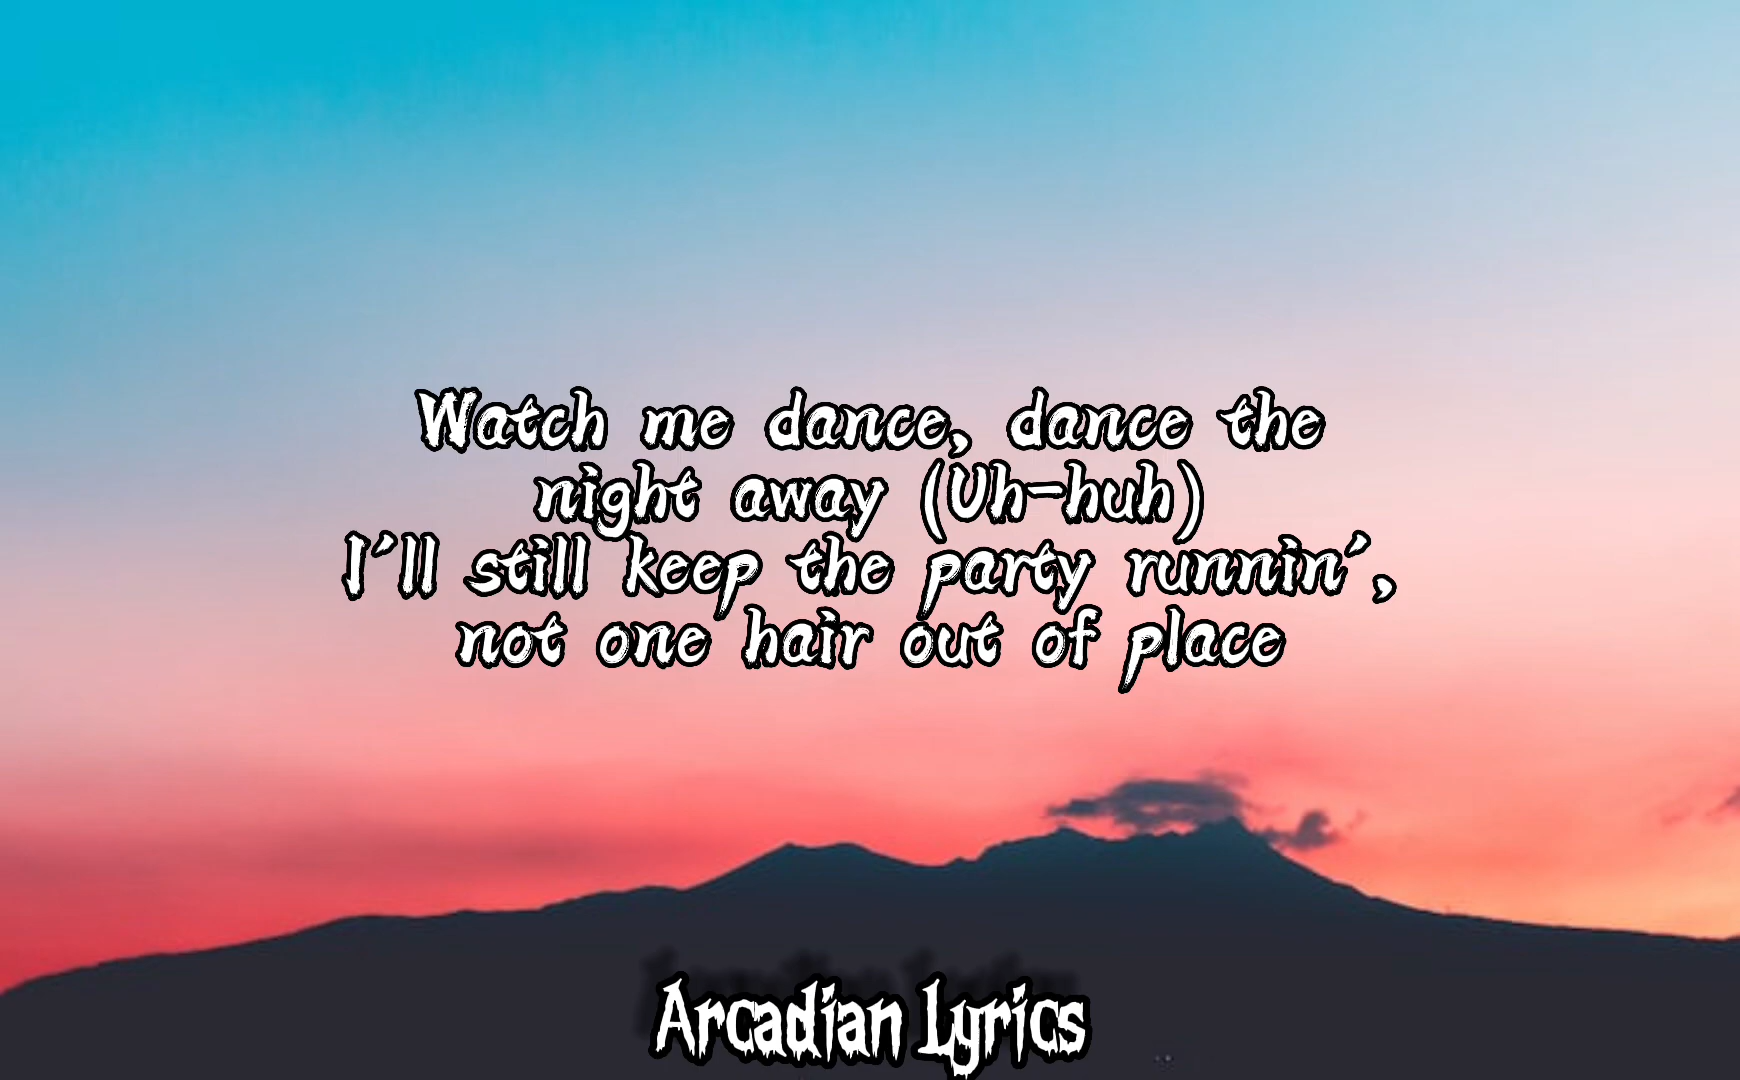 Watch me dance, dance the
night away (Uh-huh)
I'll still keep the party runnin',
not one hair out of place
Arcadian Lyrics